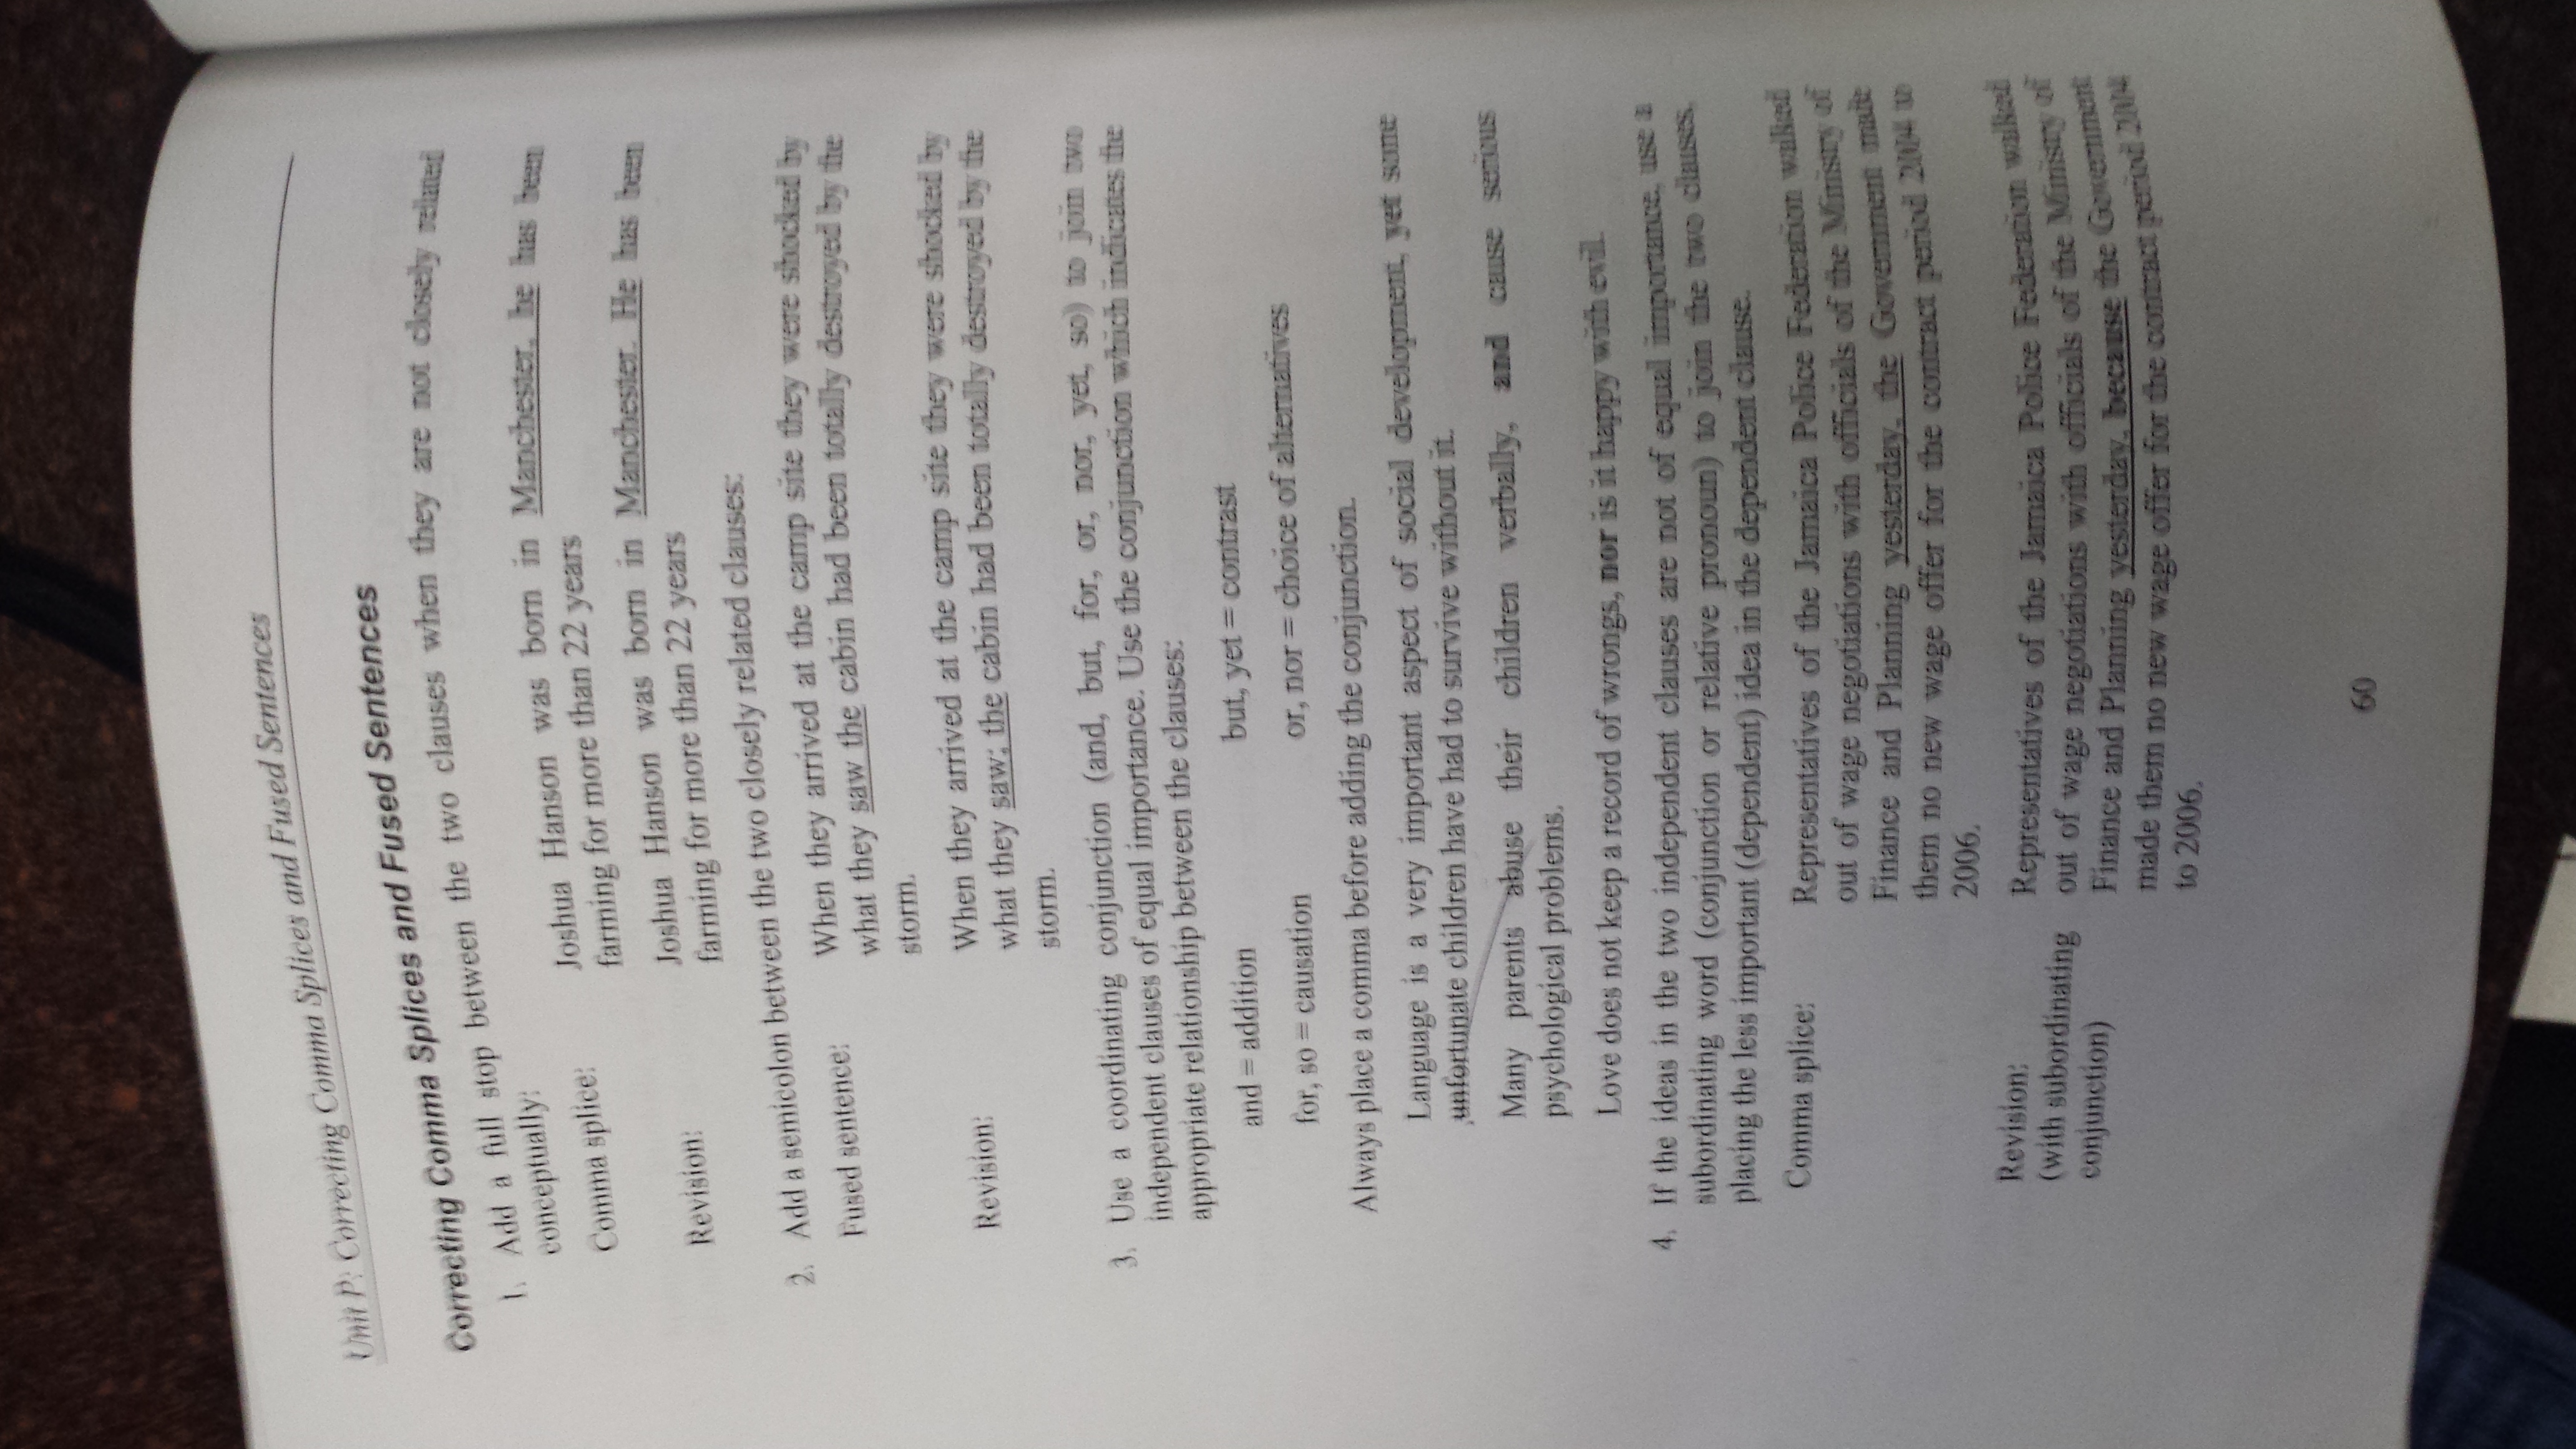 Unit P: Correcting Comma Splices and Fused Sentences
Correcting Comma Splices and Fused Sentences
1. Add a full stop between the two clauses when they are not closely related
conceptually:
Comma splice: Joshua Hanson was born in Manchester, he has been
farming for more than 22 years
Revision: Joshua Hanson was born in Manchester. He has been
farming for more than 22 years
2. Add a semicolon between the two closely related clauses:
Fused sentence: When they arrived at the camp site they were shocked by
what they saw the cabin had been totally destroyed by the
storm.
Revision: When they arrived at the camp site they were shocked by
what they saw; the cabin had been totally destroyed by the
storm.
3. Use a coordinating conjunction (and, but, for, or, nor, yet, so) to join two
independent clauses of equal importance. Use the conjunction which indicates the
appropriate relationship between the clauses:
and = addition but, yet = contrast
for, so = causation or, nor = choice of alternatives
Always place a comma before adding the conjunction.
Language is a very important aspect of social development, yet some
unfortunate children have had to survive without it.
Many parents abuse their children verbally, and cause serious
psychological problems.
Love does not keep a record of wrongs, nor is it happy with evil.
4. If the ideas in the two independent clauses are not of equal importance, use a
subordinating word (conjunction or relative pronoun) to join the two clauses,
placing the less important (dependent) idea in the dependent clause.
Comma splice: Representatives of the Jamaica Police Federation walked
out of wage negotiations with officials of the Ministry of
Finance and Planning yesterday, the Government made
them no new wage offer for the contract period 2004 to
2006.
Revision: Representatives of the Jamaica Police Federation walked
(with subordinating out of wage negotiations with officials of the Ministry of
conjunction) Finance and Planning yesterday, because the Government
made them no new wage offer for the contract period 2004
to 2006.
60